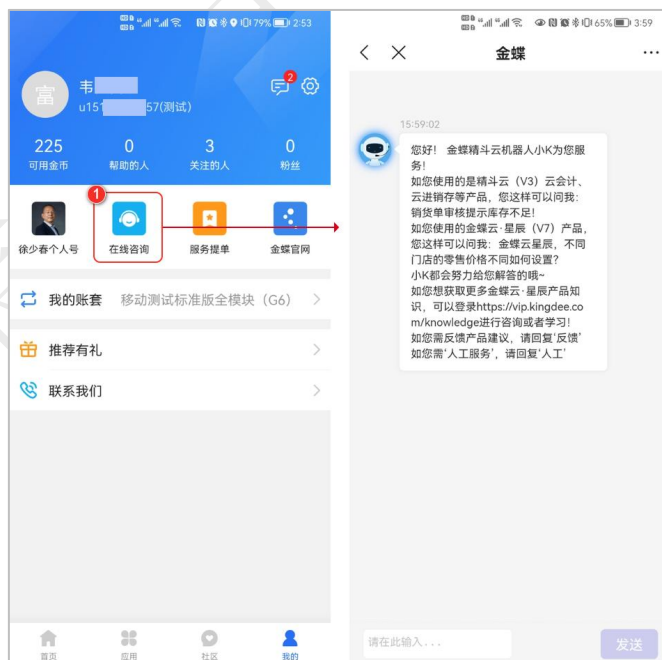 79% 2:53
富
韦
u151 57(测试)
2
225
0
3
0
可用金币
帮助的人
关注的人
粉丝
1
徐少春个人号
在线咨询
服务提单
金蝶官网
我的账套 移动测试标准版全模块（G6）
推荐有礼
联系我们
首页
应用
社区
我的
65% 3:59
金蝶
15:59:02
您好！ 金蝶精斗云机器人小K为您服
务！
如您使用的是精斗云（V3）云会计、
云进销存等产品，您这样可以问我：
销货单审核提示库存不足！
如您使用的金蝶云·星辰（V7）产品，
您这样可以问我：金蝶云星辰，不同
门店的零售价格不同如何设置？
小K都会努力给您解答的哦~
如您想获取更多金蝶云·星辰产品知
识，可以登录https://vip.kingdee.co
m/knowledge进行咨询或者学习！
如您需反馈产品建议，请回复‘反馈’
如您需‘人工服务’，请回复‘人工’
请在此输入...
发送